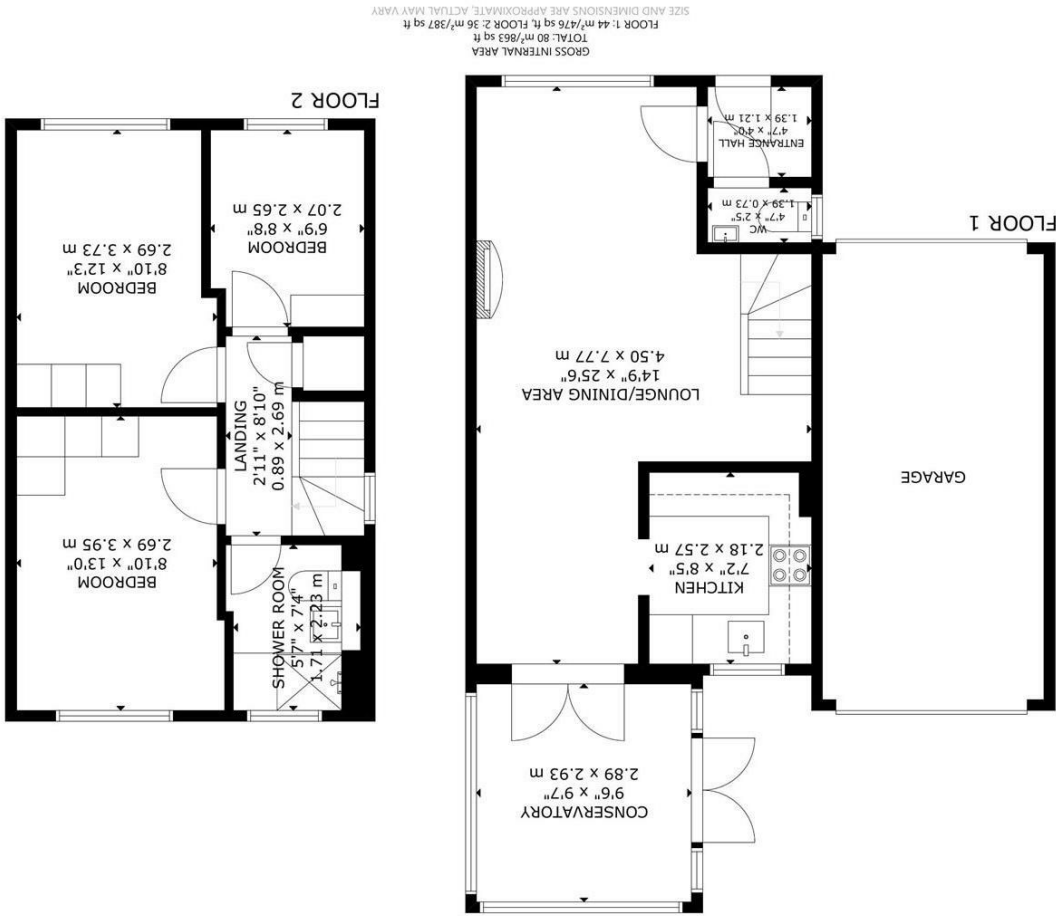 FLOOR 1
GARAGE
KITCHEN
7'2" x 8'5"
2.18 x 2.57 m
CONSERVATORY
9'6" x 9'7"
2.89 x 2.93 m
LOUNGE/DINING AREA
14'9" x 25'6"
4.50 x 7.77 m
WC
4'7" x 2'5"
1.39 x 0.73 m
ENTRANCE HALL
4'7" x 4'0"
1.39 x 1.21 m
FLOOR 2
SHOWER ROOM
5'7" x 7'4"
1.71 x 2.23 m
BEDROOM
8'10" x 13'0"
2.69 x 3.95 m
LANDING
2'11" x 8'10"
0.89 x 2.69 m
BEDROOM
6'9" x 8'8"
2.07 x 2.65 m
BEDROOM
8'10" x 12'3"
2.69 x 3.73 m
GROSS INTERNAL AREA
TOTAL: 80 m²/863 sq ft
FLOOR 1: 44 m²/476 sq ft, FLOOR 2: 36 m²/387 sq ft
SIZE AND DIMENSIONS ARE APPROXIMATE, ACTUAL MAY VARY